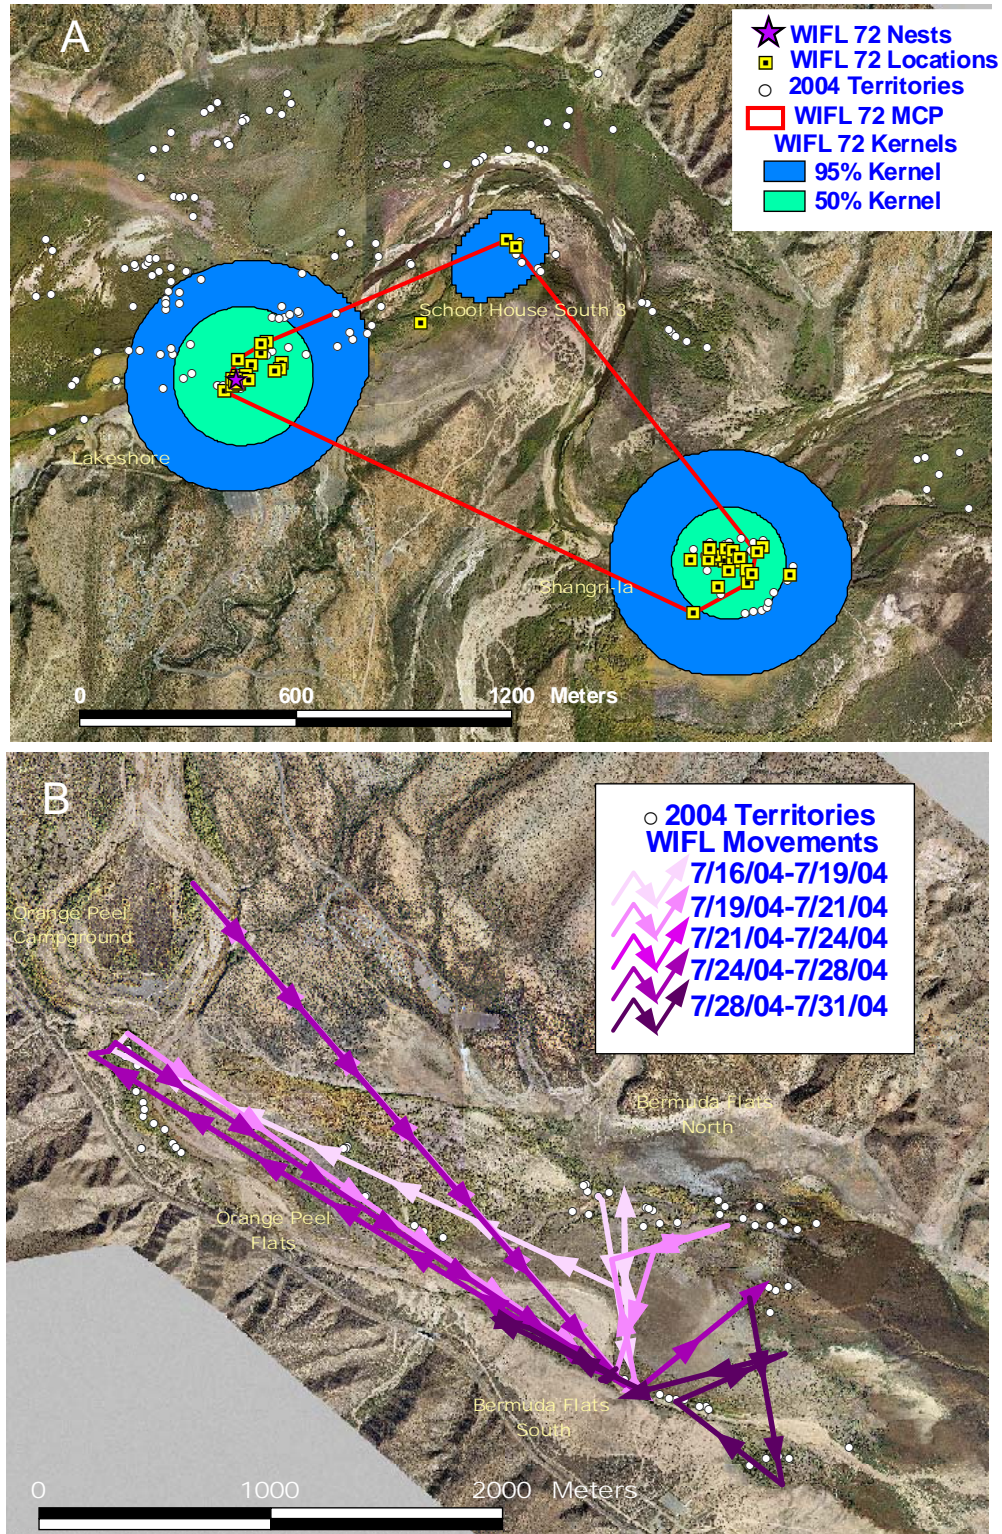 A
WIFL 72 Nests
WIFL 72 Locations
2004 Territories
WIFL 72 MCP
WIFL 72 Kernels
95% Kernel
50% Kernel
School House South 3
Lakeshore
Shangri-la
0 600 1200 Meters
B
2004 Territories
WIFL Movements
7/16/04-7/19/04
7/19/04-7/21/04
7/21/04-7/24/04
7/24/04-7/28/04
7/28/04-7/31/04
Orange Peel
Campground
Bermuda Flats
North
Orange Peel
Flats
Bermuda Flats
South
0 1000 2000 Meters